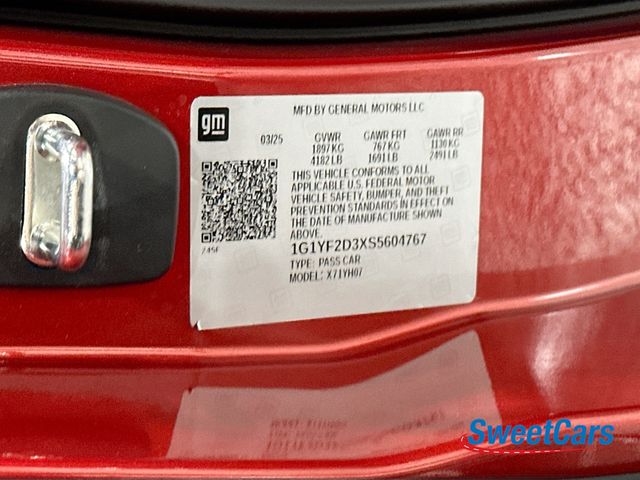 MFD BY GENERAL MOTORS LLC
gm
03/25 GVWR GAWR FRT GAWR RR
1897 KG 767 KG 1130 KG
4182 LB 1691 LB 2491 LB
THIS VEHICLE CONFORMS TO ALL
APPLICABLE U.S. FEDERAL MOTOR
VEHICLE SAFETY, BUMPER, AND THEFT
PREVENTION STANDARDS IN EFFECT ON
THE DATE OF MANUFACTURE SHOWN
ABOVE.
1G1YF2D3XS5604767
TYPE: PASS CAR
MODEL: X71YH07
SweetCars